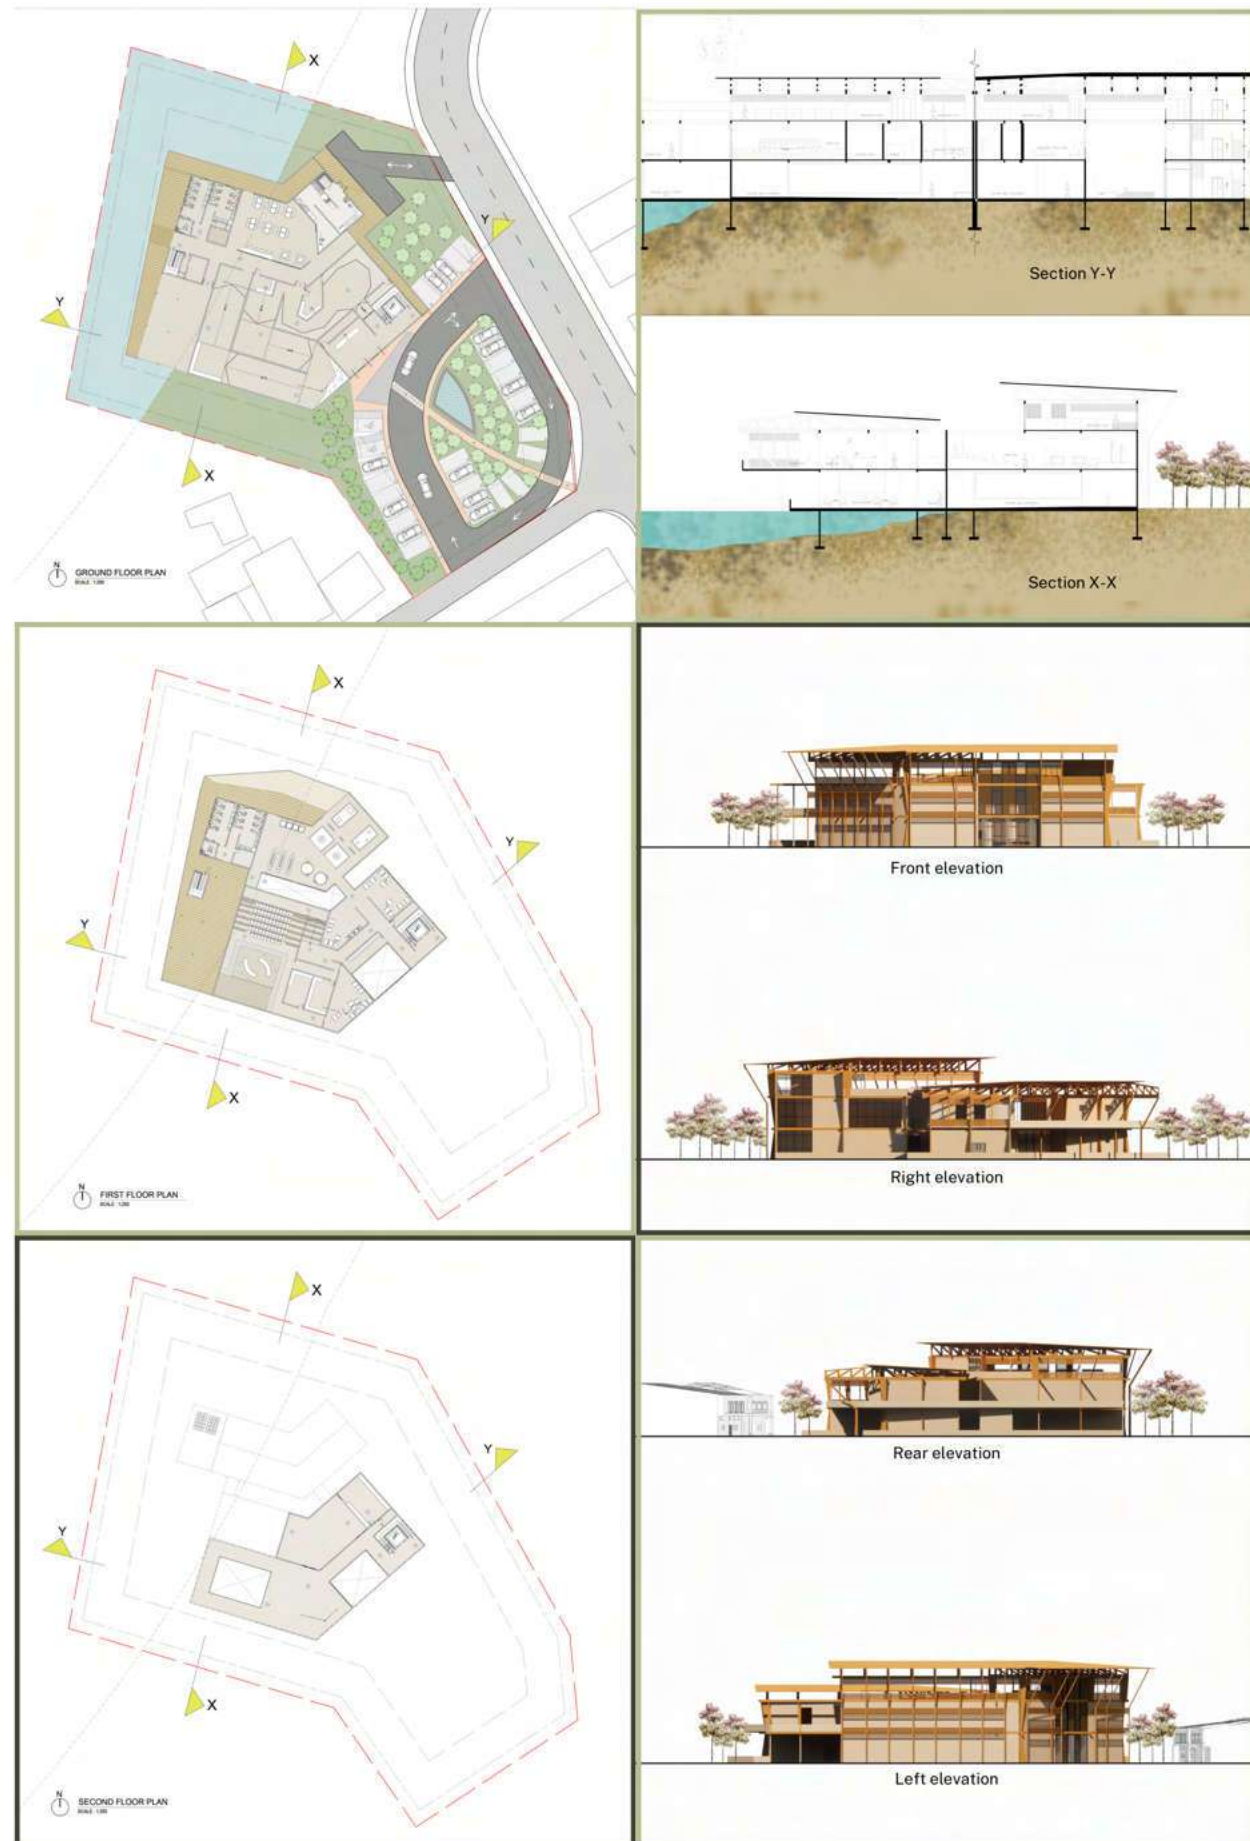 X
Y
Y
X
N
GROUND FLOOR PLAN
Section Y-Y
Section X-X
X
Y
Y
X
N
FIRST FLOOR PLAN
Front elevation
Right elevation
X
Y
Y
X
N
SECOND FLOOR PLAN
Rear elevation
Left elevation